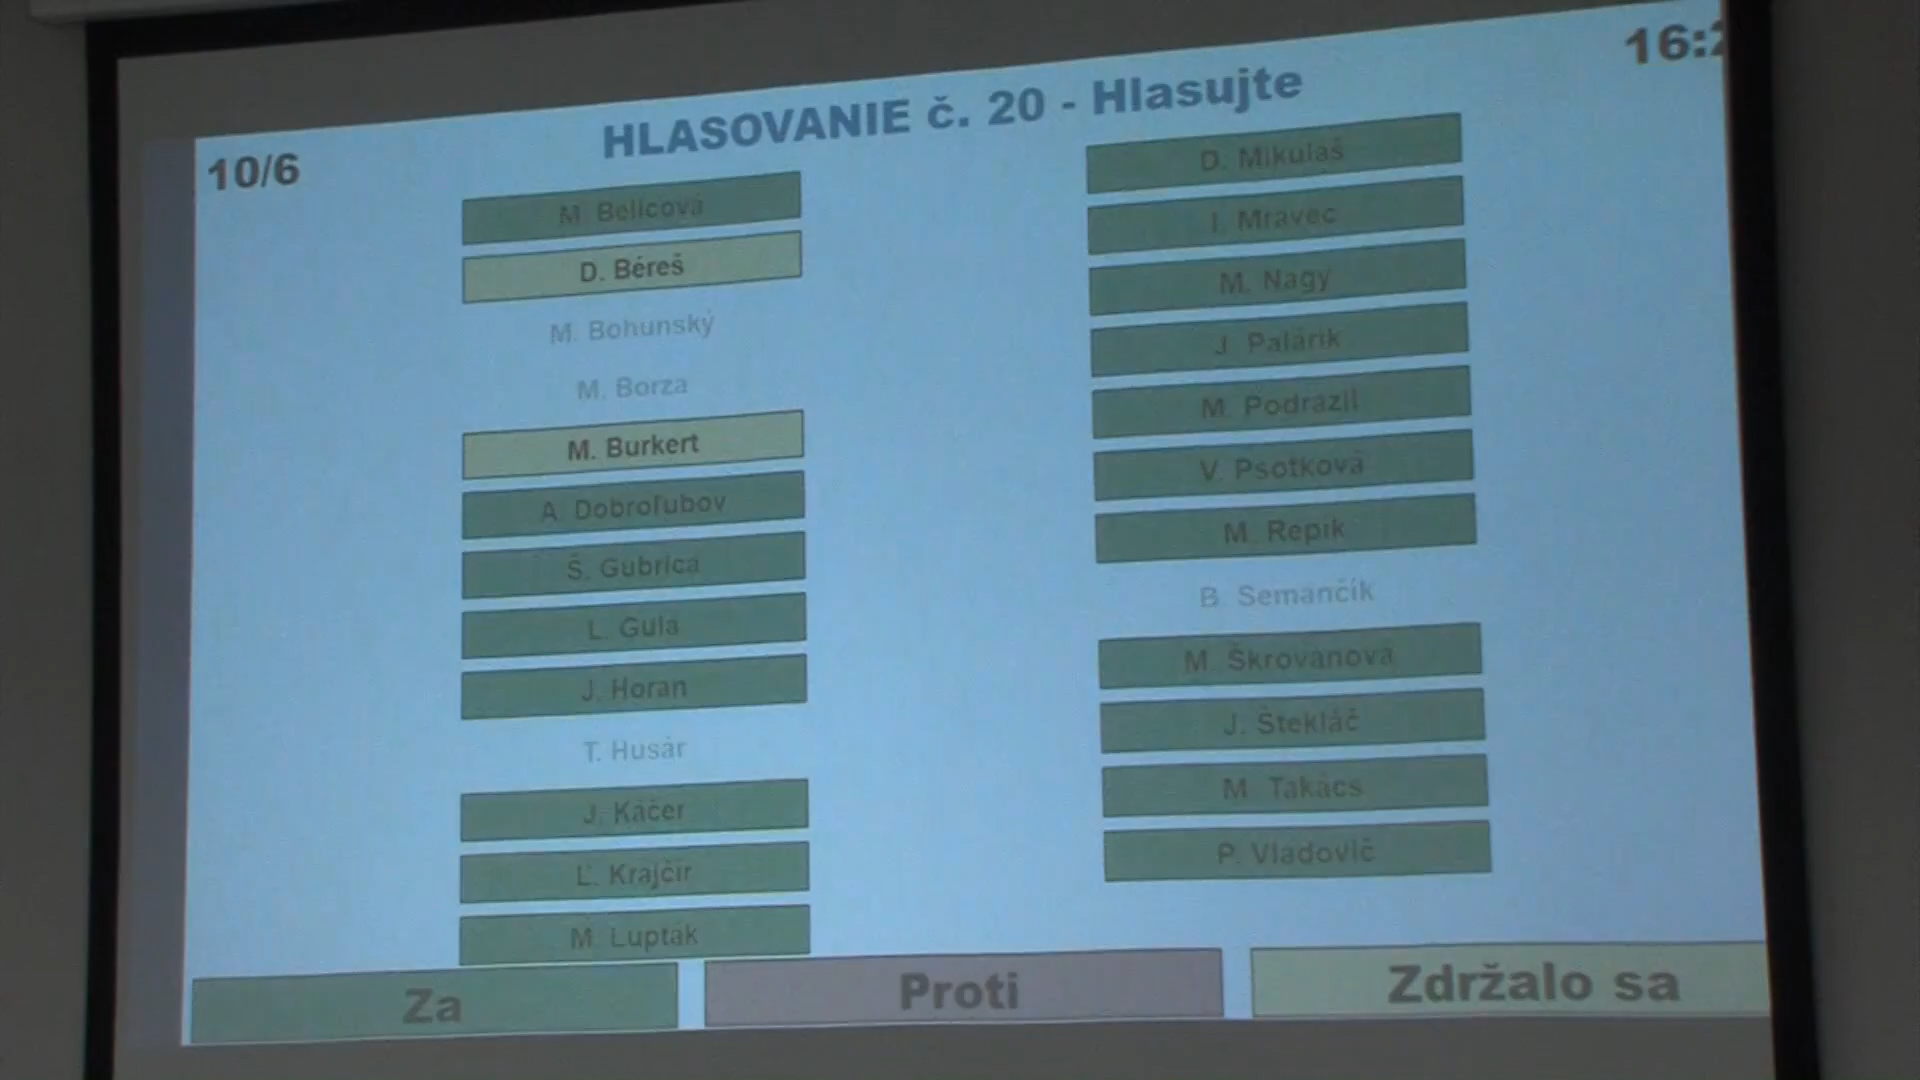 16:2
HLASOVANIE č. 20 - Hlasujte
10/6
M. Belicová
D. Béreš
M. Bohunský
M. Borza
M. Burkert
A. Dobroľubov
Š. Gubrica
L. Gula
J. Horan
T. Husár
J. Káčer
Ľ. Krajčír
M. Lupták
D. Mikuláš
I. Mravec
M. Nagy
J. Palárik
M. Podrazil
V. Psotková
M. Repík
B. Semančík
M. Škrovanová
J. Štekláč
M. Takács
P. Vladovič
Za
Proti
Zdržalo sa